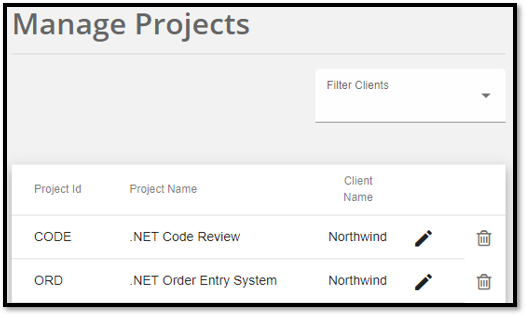 Manage Projects
Filter Clients
Project Id Project Name Client Name
CODE .NET Code Review Northwind
ORD .NET Order Entry System Northwind